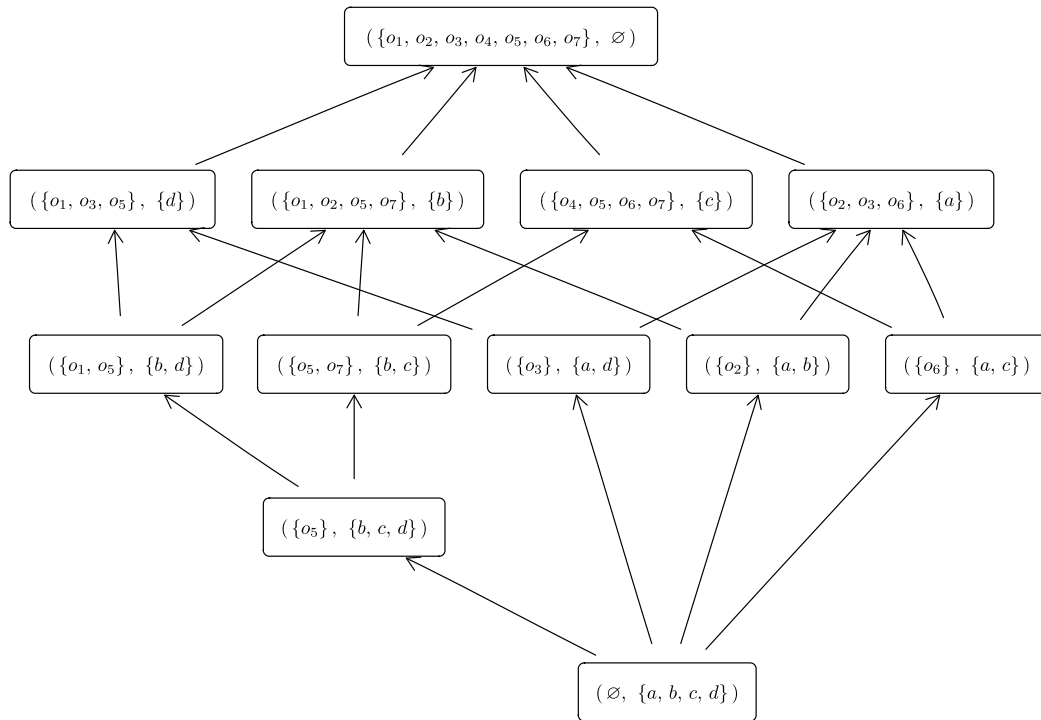 ({o₁, o₂, o₃, o₄, o₅, o₆, o₇}, ∅)
({o₁, o₃, o₅}, {d})
({o₁, o₂, o₅, o₇}, {b})
({o₄, o₅, o₆, o₇}, {c})
({o₂, o₃, o₆}, {a})
({o₁, o₅}, {b, d})
({o₅, o₇}, {b, c})
({o₃}, {a, d})
({o₂}, {a, b})
({o₆}, {a, c})
({o₅}, {b, c, d})
(∅, {a, b, c, d})